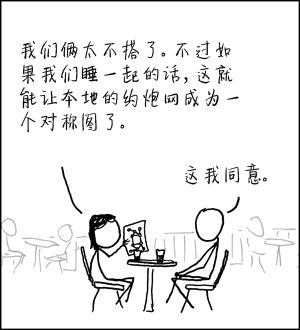 我们俩太不搭了。不过如
果我们睡一起的话，这就
能让本地的约炮网成为一
个对称图了。
这我同意。